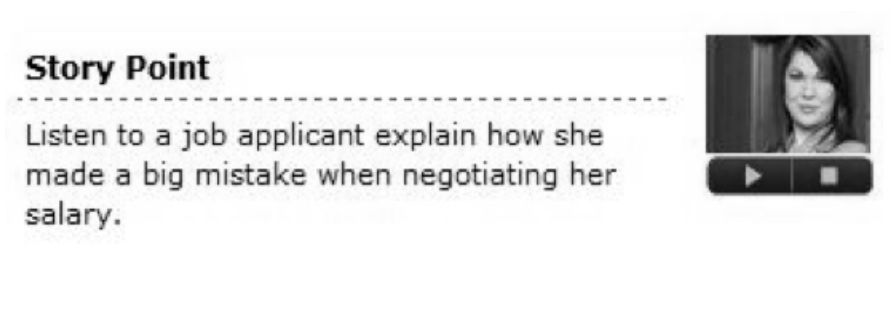 Story Point
Listen to a job applicant explain how she
made a big mistake when negotiating her
salary.